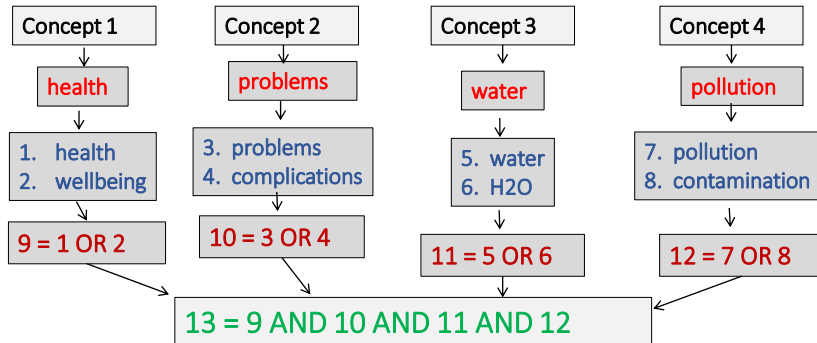 Concept 1
Concept 2
Concept 3
Concept 4
health
problems
water
pollution
1. health
2. wellbeing
3. problems
4. complications
5. water
6. H2O
7. pollution
8. contamination
9 = 1 OR 2
10 = 3 OR 4
11 = 5 OR 6
12 = 7 OR 8
13 = 9 AND 10 AND 11 AND 12